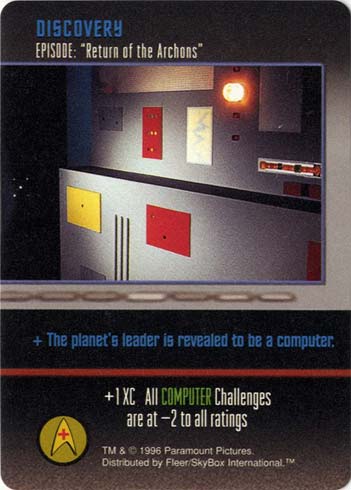 DISCOVERY
EPISODE: “Return of the Archons”
+ The planet's leader is revealed to be a computer.
+1 XC All COMPUTER Challenges
are at –2 to all ratings
TM & © 1996 Paramount Pictures.
Distributed by Fleer/SkyBox International.™